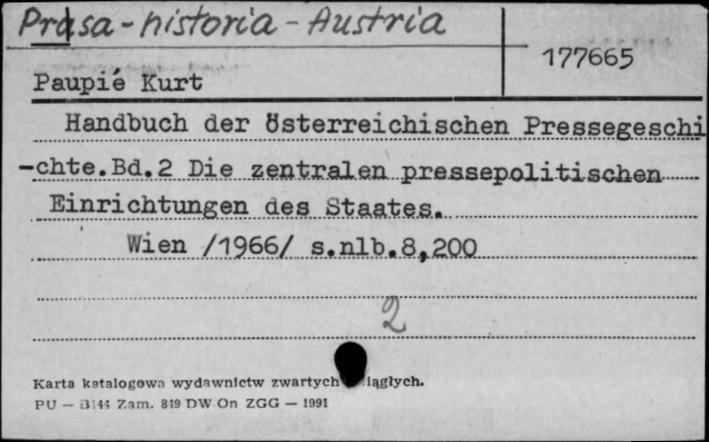 Prasa - historia - Austria
177665
Paupié Kurt
Handbuch der österreichischen Pressegeschi
-chte.Bd.2 Die zentralen pressepolitischen
Einrichtungen des Staates.
Wien /1966/ s.nlb.8,200
2
Karta katalogowa wydawnictw zwartych iągłych.
PU — 3144 Zam. 819 DW On ZGG — 1991